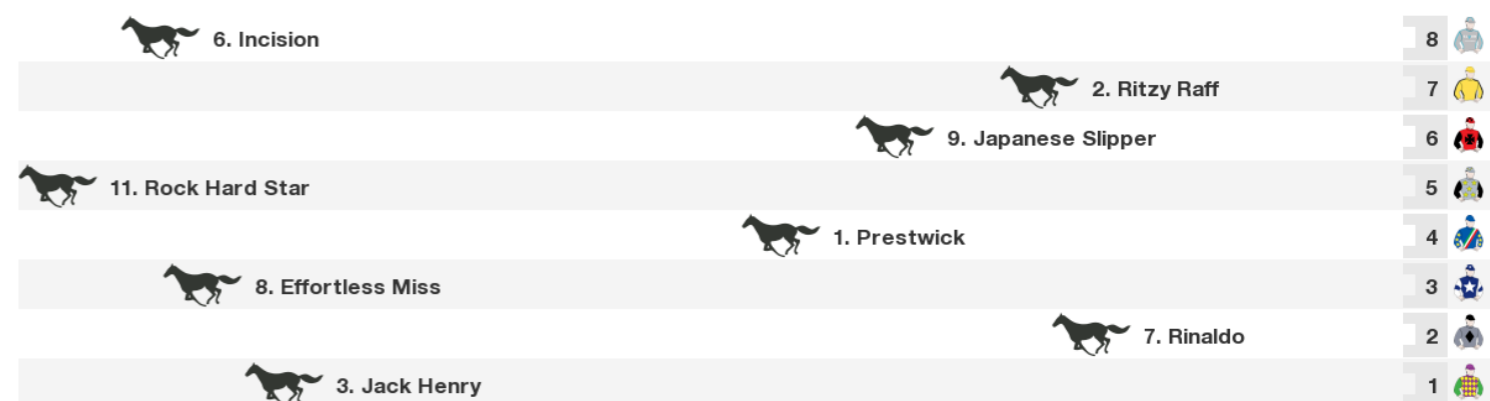 6. Incision 8
2. Ritzy Raff 7
9. Japanese Slipper 6
11. Rock Hard Star 5
1. Prestwick 4
8. Effortless Miss 3
7. Rinaldo 2
3. Jack Henry 1